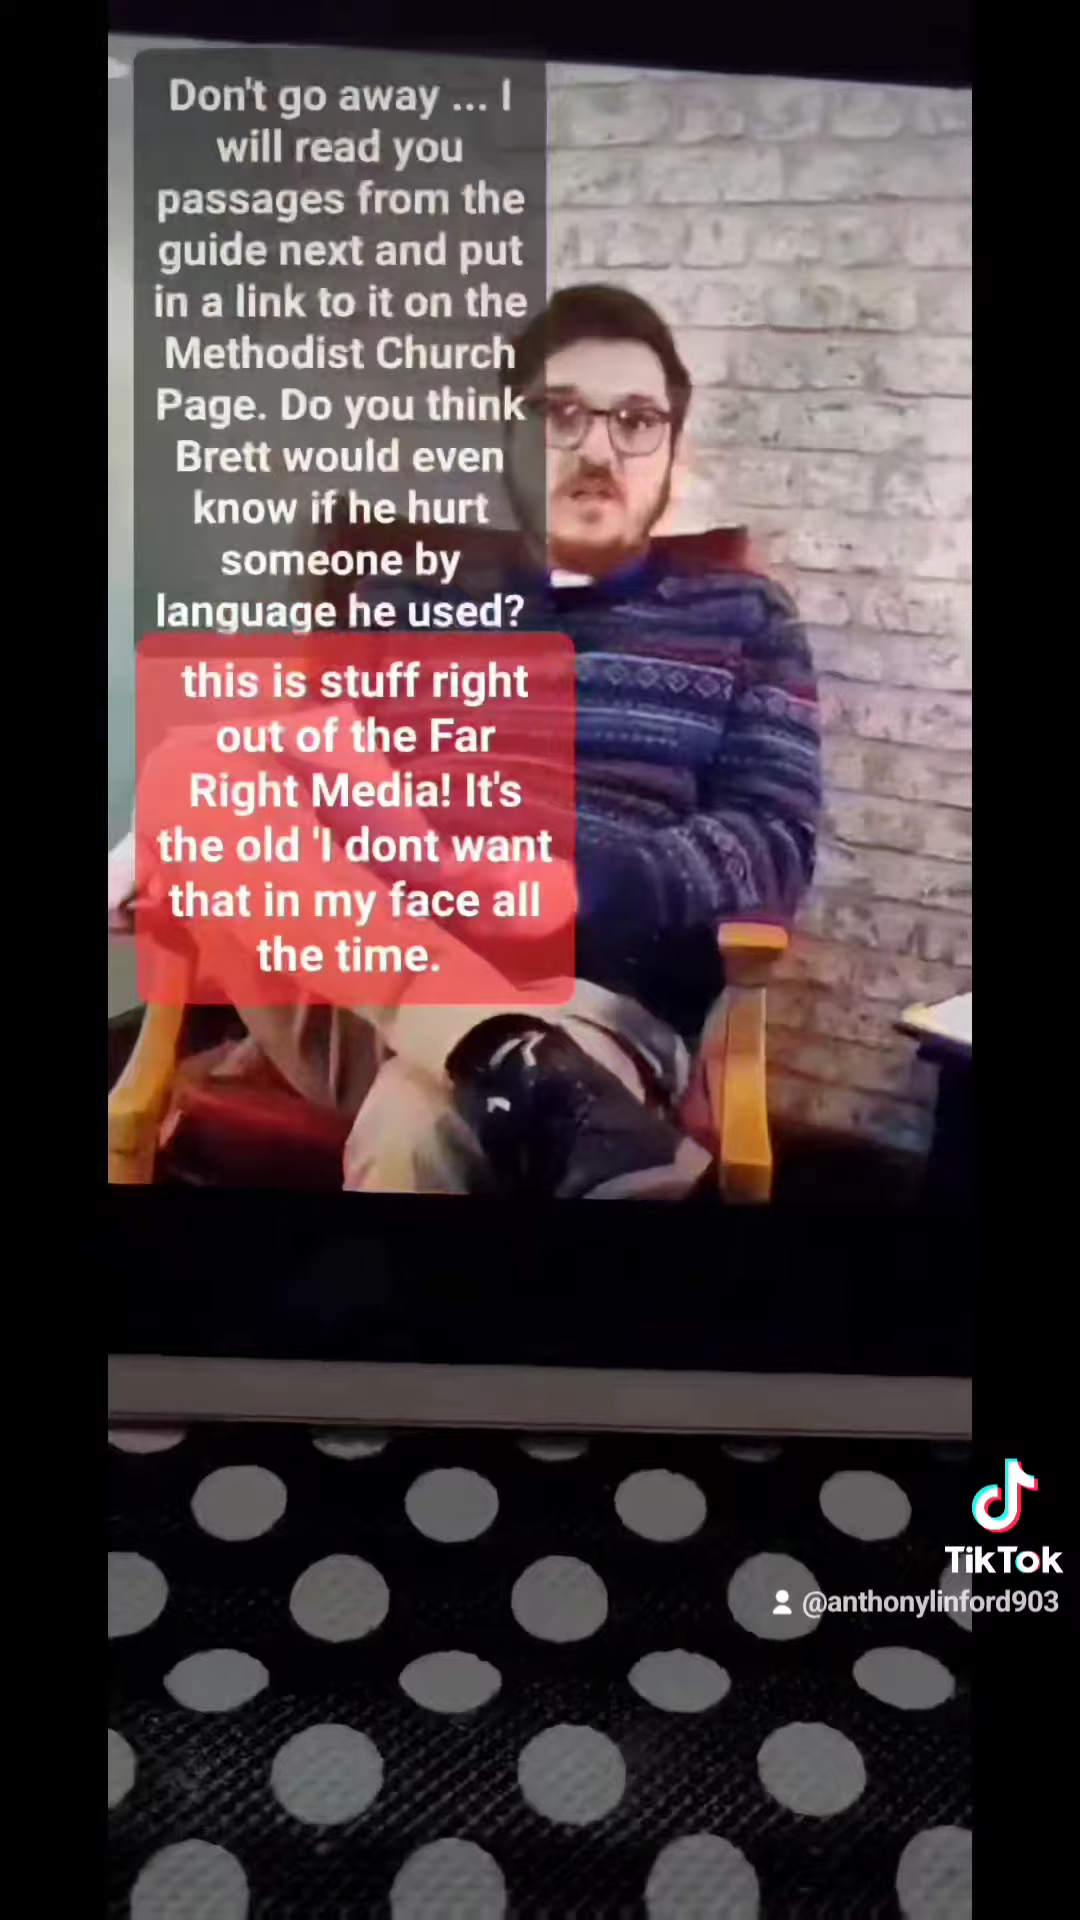 Don't go away ... I
will read you
passages from the
guide next and put
in a link to it on the
Methodist Church
Page. Do you think
Brett would even
know if he hurt
someone by
language he used?
this is stuff right
out of the Far
Right Media! It's
the old 'I dont want
that in my face all
the time.
TikTok
@anthonylinford903